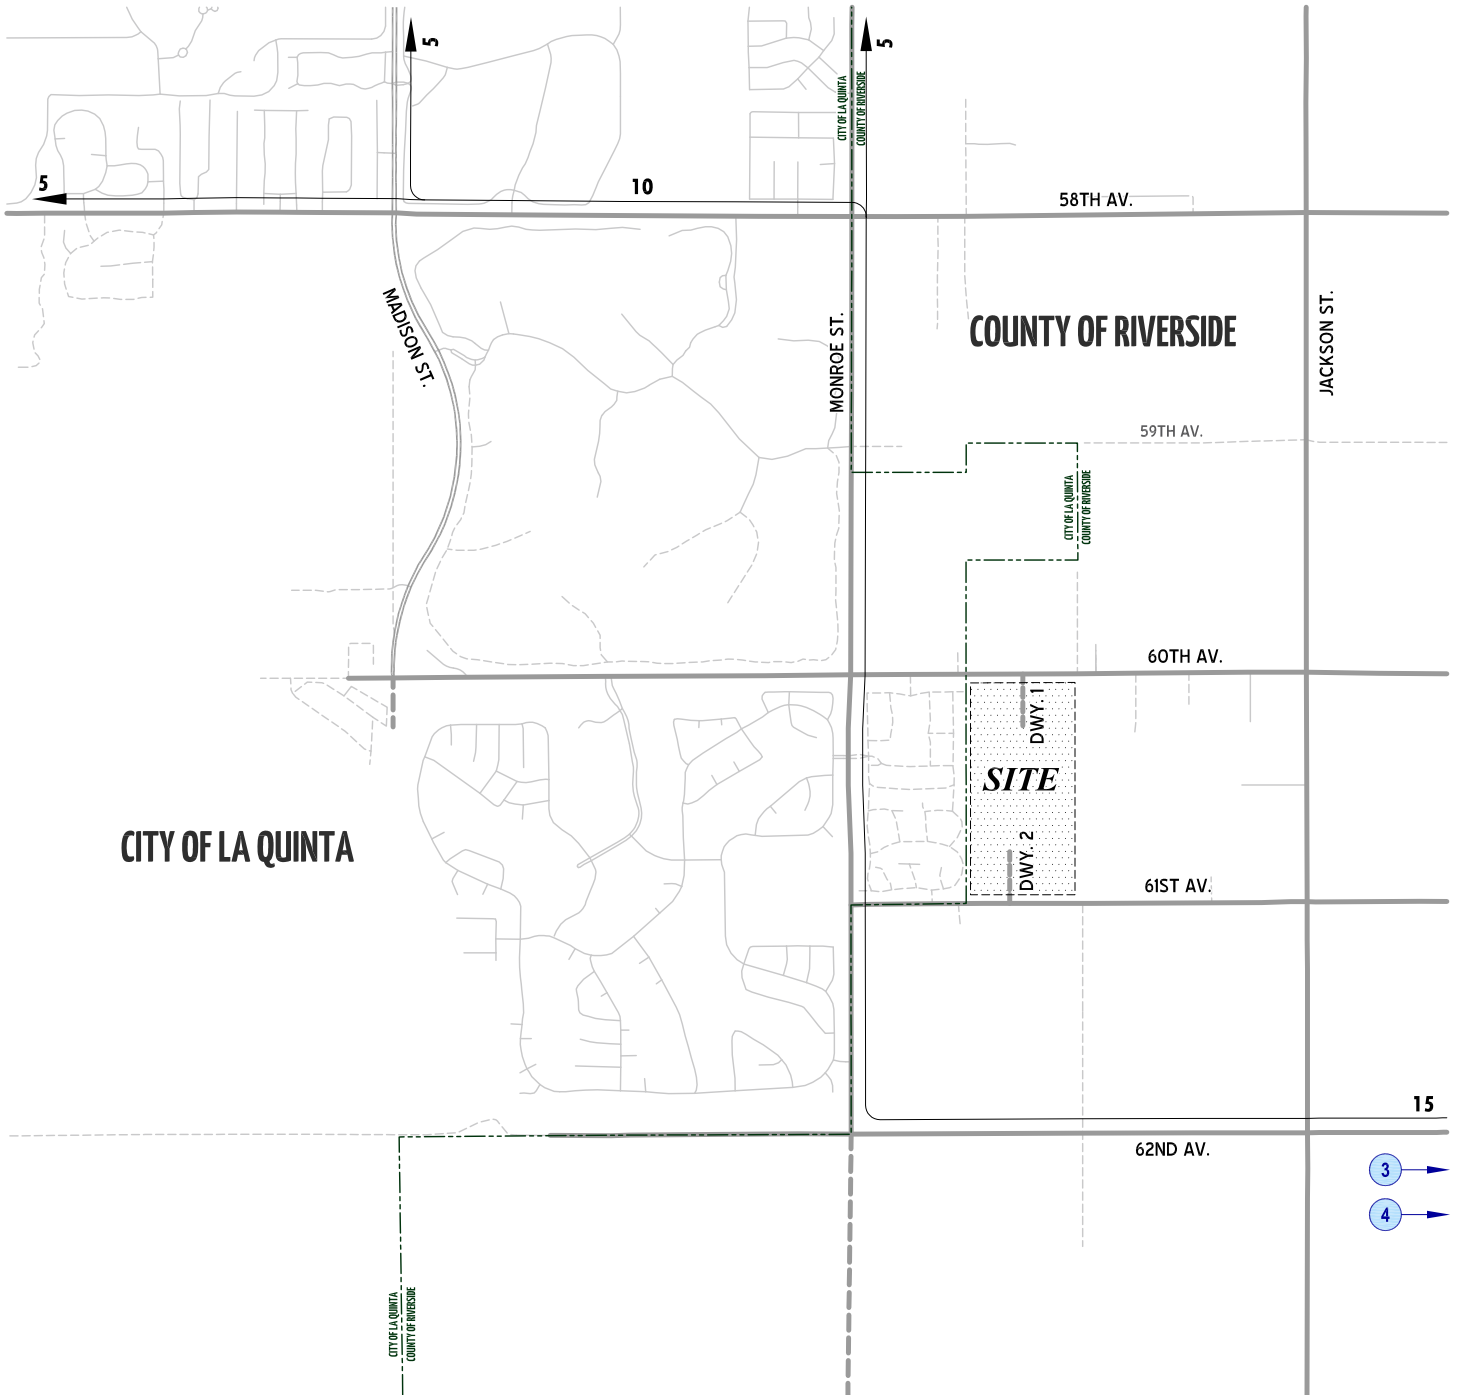 5
5
CITY OF LA QUINTA
COUNTY OF RIVERSIDE
5
10
58TH AV.
MADISON ST.
MONROE ST.
COUNTY OF RIVERSIDE
JACKSON ST.
59TH AV.
CITY OF LA QUINTA
COUNTY OF RIVERSIDE
60TH AV.
DWY. 1
SITE
DWY. 2
CITY OF LA QUINTA
61ST AV.
15
62ND AV.
3
4
CITY OF LA QUINTA
COUNTY OF RIVERSIDE